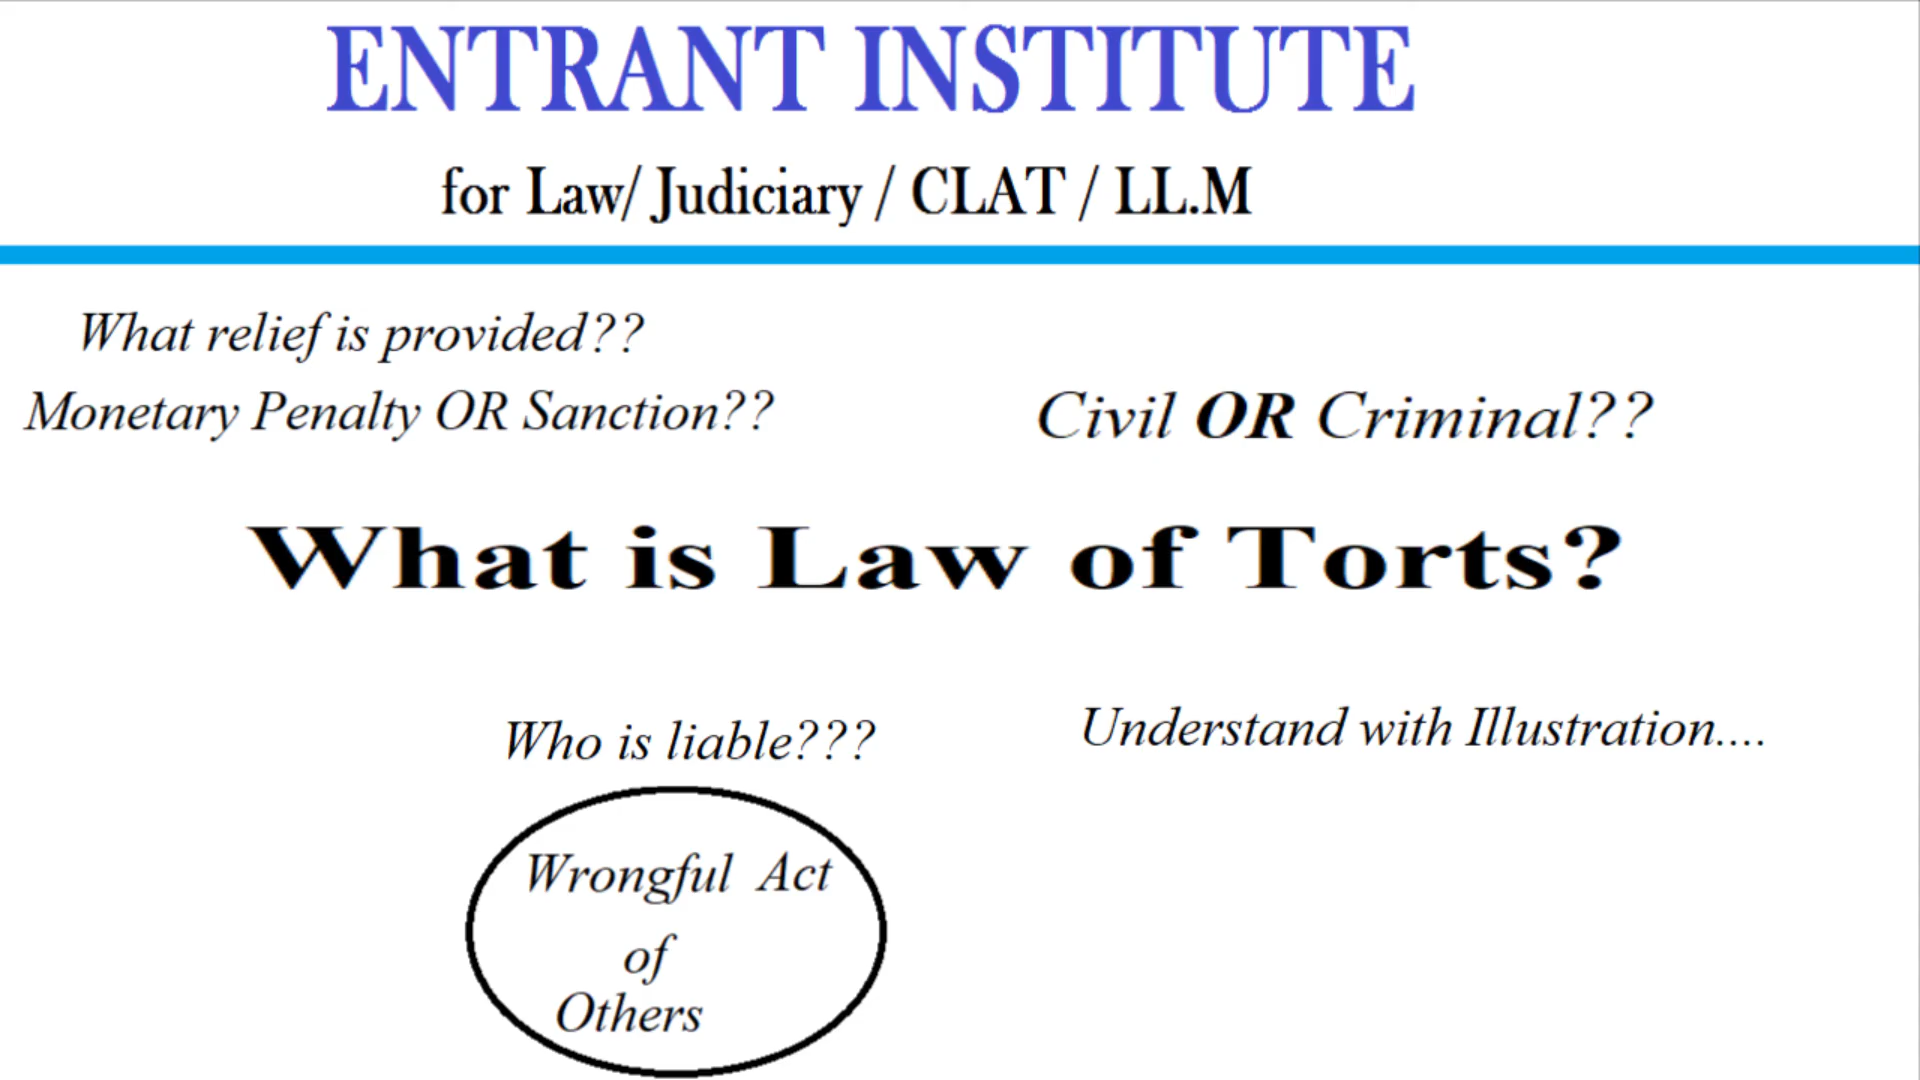 ENTRANT INSTITUTE
for Law/ Judiciary / CLAT / LL.M
What relief is provided??
Monetary Penalty OR Sanction??
Civil OR Criminal??
What is Law of Torts?
Who is liable???
Understand with Illustration....
Wrongful Act
of
Others